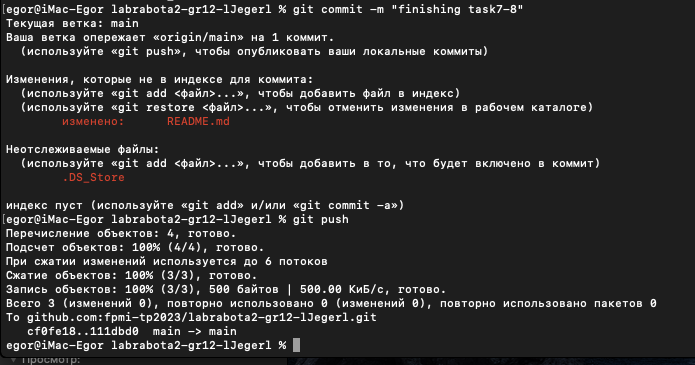 [egor@iMac-Egor labrabota2-gr12-lJegerl % git commit -m "finishing task7-8"
Текущая ветка: main
Ваша ветка опережает «origin/main» на 1 коммит.
(используйте «git push», чтобы опубликовать ваши локальные коммиты)
Изменения, которые не в индексе для коммита:
(используйте «git add <файл>…», чтобы добавить файл в индекс)
(используйте «git restore <файл>…», чтобы отменить изменения в рабочем каталоге)
изменено: README.md
Неотслеживаемые файлы:
(используйте «git add <файл>…», чтобы добавить в то, что будет включено в коммит)
.DS_Store
индекс пуст (используйте «git add» и/или «git commit -a»)
[egor@iMac-Egor labrabota2-gr12-lJegerl % git push
Перечисление объектов: 4, готово.
Подсчет объектов: 100% (4/4), готово.
При сжатии изменений используется до 6 потоков
Сжатие объектов: 100% (3/3), готово.
Запись объектов: 100% (3/3), 500 байтов | 500.00 КиБ/с, готово.
Всего 3 (изменений 0), повторно использовано 0 (изменений 0), повторно использовано пакетов 0
To github.com:fpmi-tp2023/labrabota2-gr12-lJegerl.git
cf0fe18..111dbd0 main -> main
egor@iMac-Egor labrabota2-gr12-lJegerl %
Просмотр: